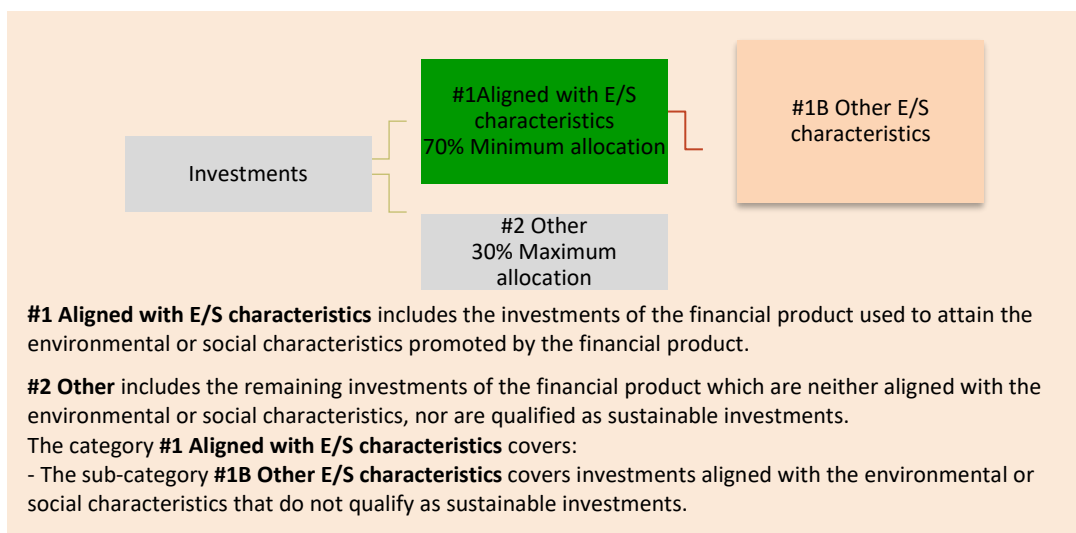 #1Aligned with E/S
characteristics
70% Minimum allocation
#1B Other E/S
characteristics
Investments
#2 Other
30% Maximum
allocation
#1 Aligned with E/S characteristics includes the investments of the financial product used to attain the
environmental or social characteristics promoted by the financial product.
#2 Other includes the remaining investments of the financial product which are neither aligned with the
environmental or social characteristics, nor are qualified as sustainable investments.
The category #1 Aligned with E/S characteristics covers:
- The sub-category #1B Other E/S characteristics covers investments aligned with the environmental or
social characteristics that do not qualify as sustainable investments.